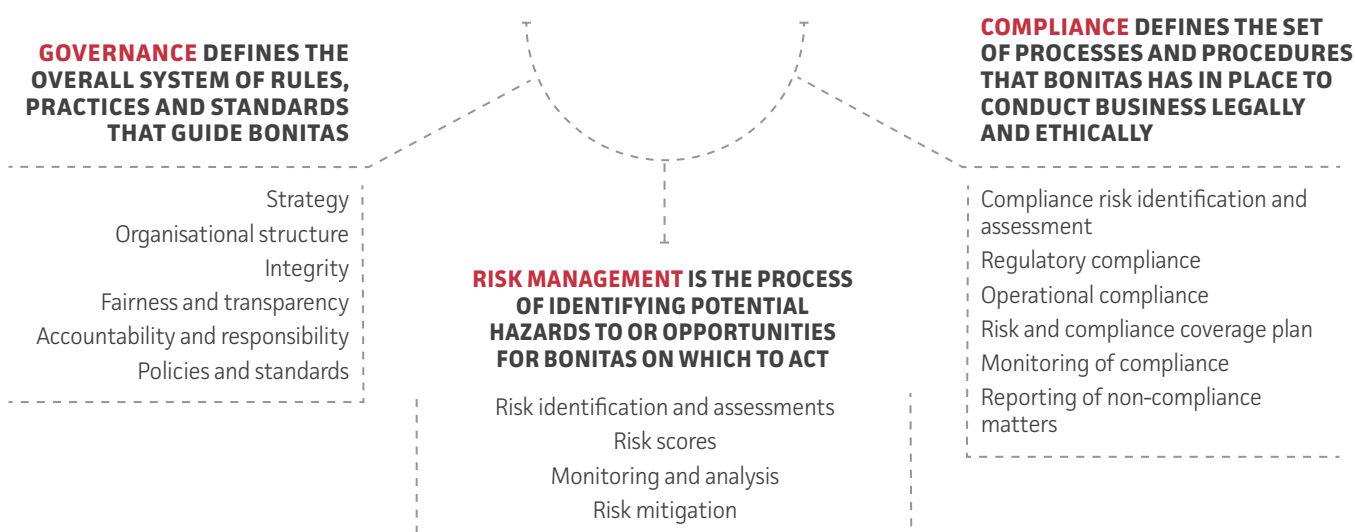 GOVERNANCE DEFINES THE
OVERALL SYSTEM OF RULES,
PRACTICES AND STANDARDS
THAT GUIDE BONITAS
Strategy
Organisational structure
Integrity
Fairness and transparency
Accountability and responsibility
Policies and standards
RISK MANAGEMENT IS THE PROCESS
OF IDENTIFYING POTENTIAL
HAZARDS TO OR OPPORTUNITIES
FOR BONITAS ON WHICH TO ACT
Risk identification and assessments
Risk scores
Monitoring and analysis
Risk mitigation
COMPLIANCE DEFINES THE SET
OF PROCESSES AND PROCEDURES
THAT BONITAS HAS IN PLACE TO
CONDUCT BUSINESS LEGALLY
AND ETHICALLY
Compliance risk identification and
assessment
Regulatory compliance
Operational compliance
Risk and compliance coverage plan
Monitoring of compliance
Reporting of non-compliance
matters